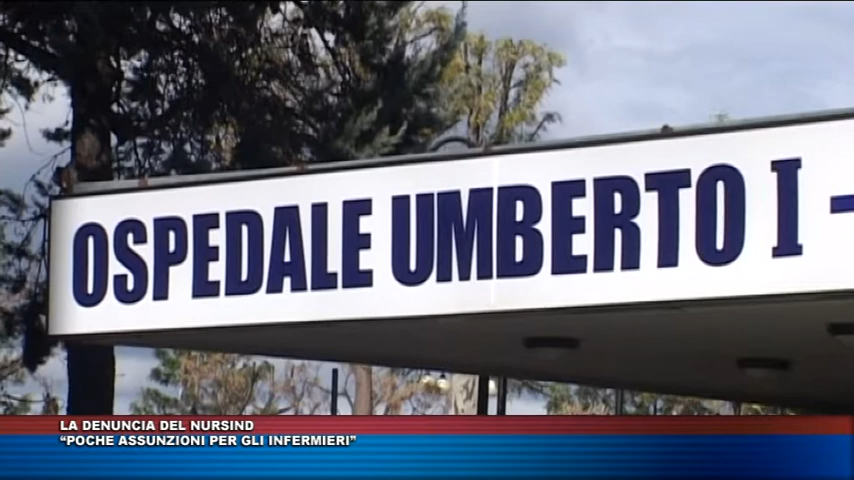 OSPEDALE UMBERTO I -
LA DENUNCIA DEL NURSIND
“POCHE ASSUNZIONI PER GLI INFERMIERI”